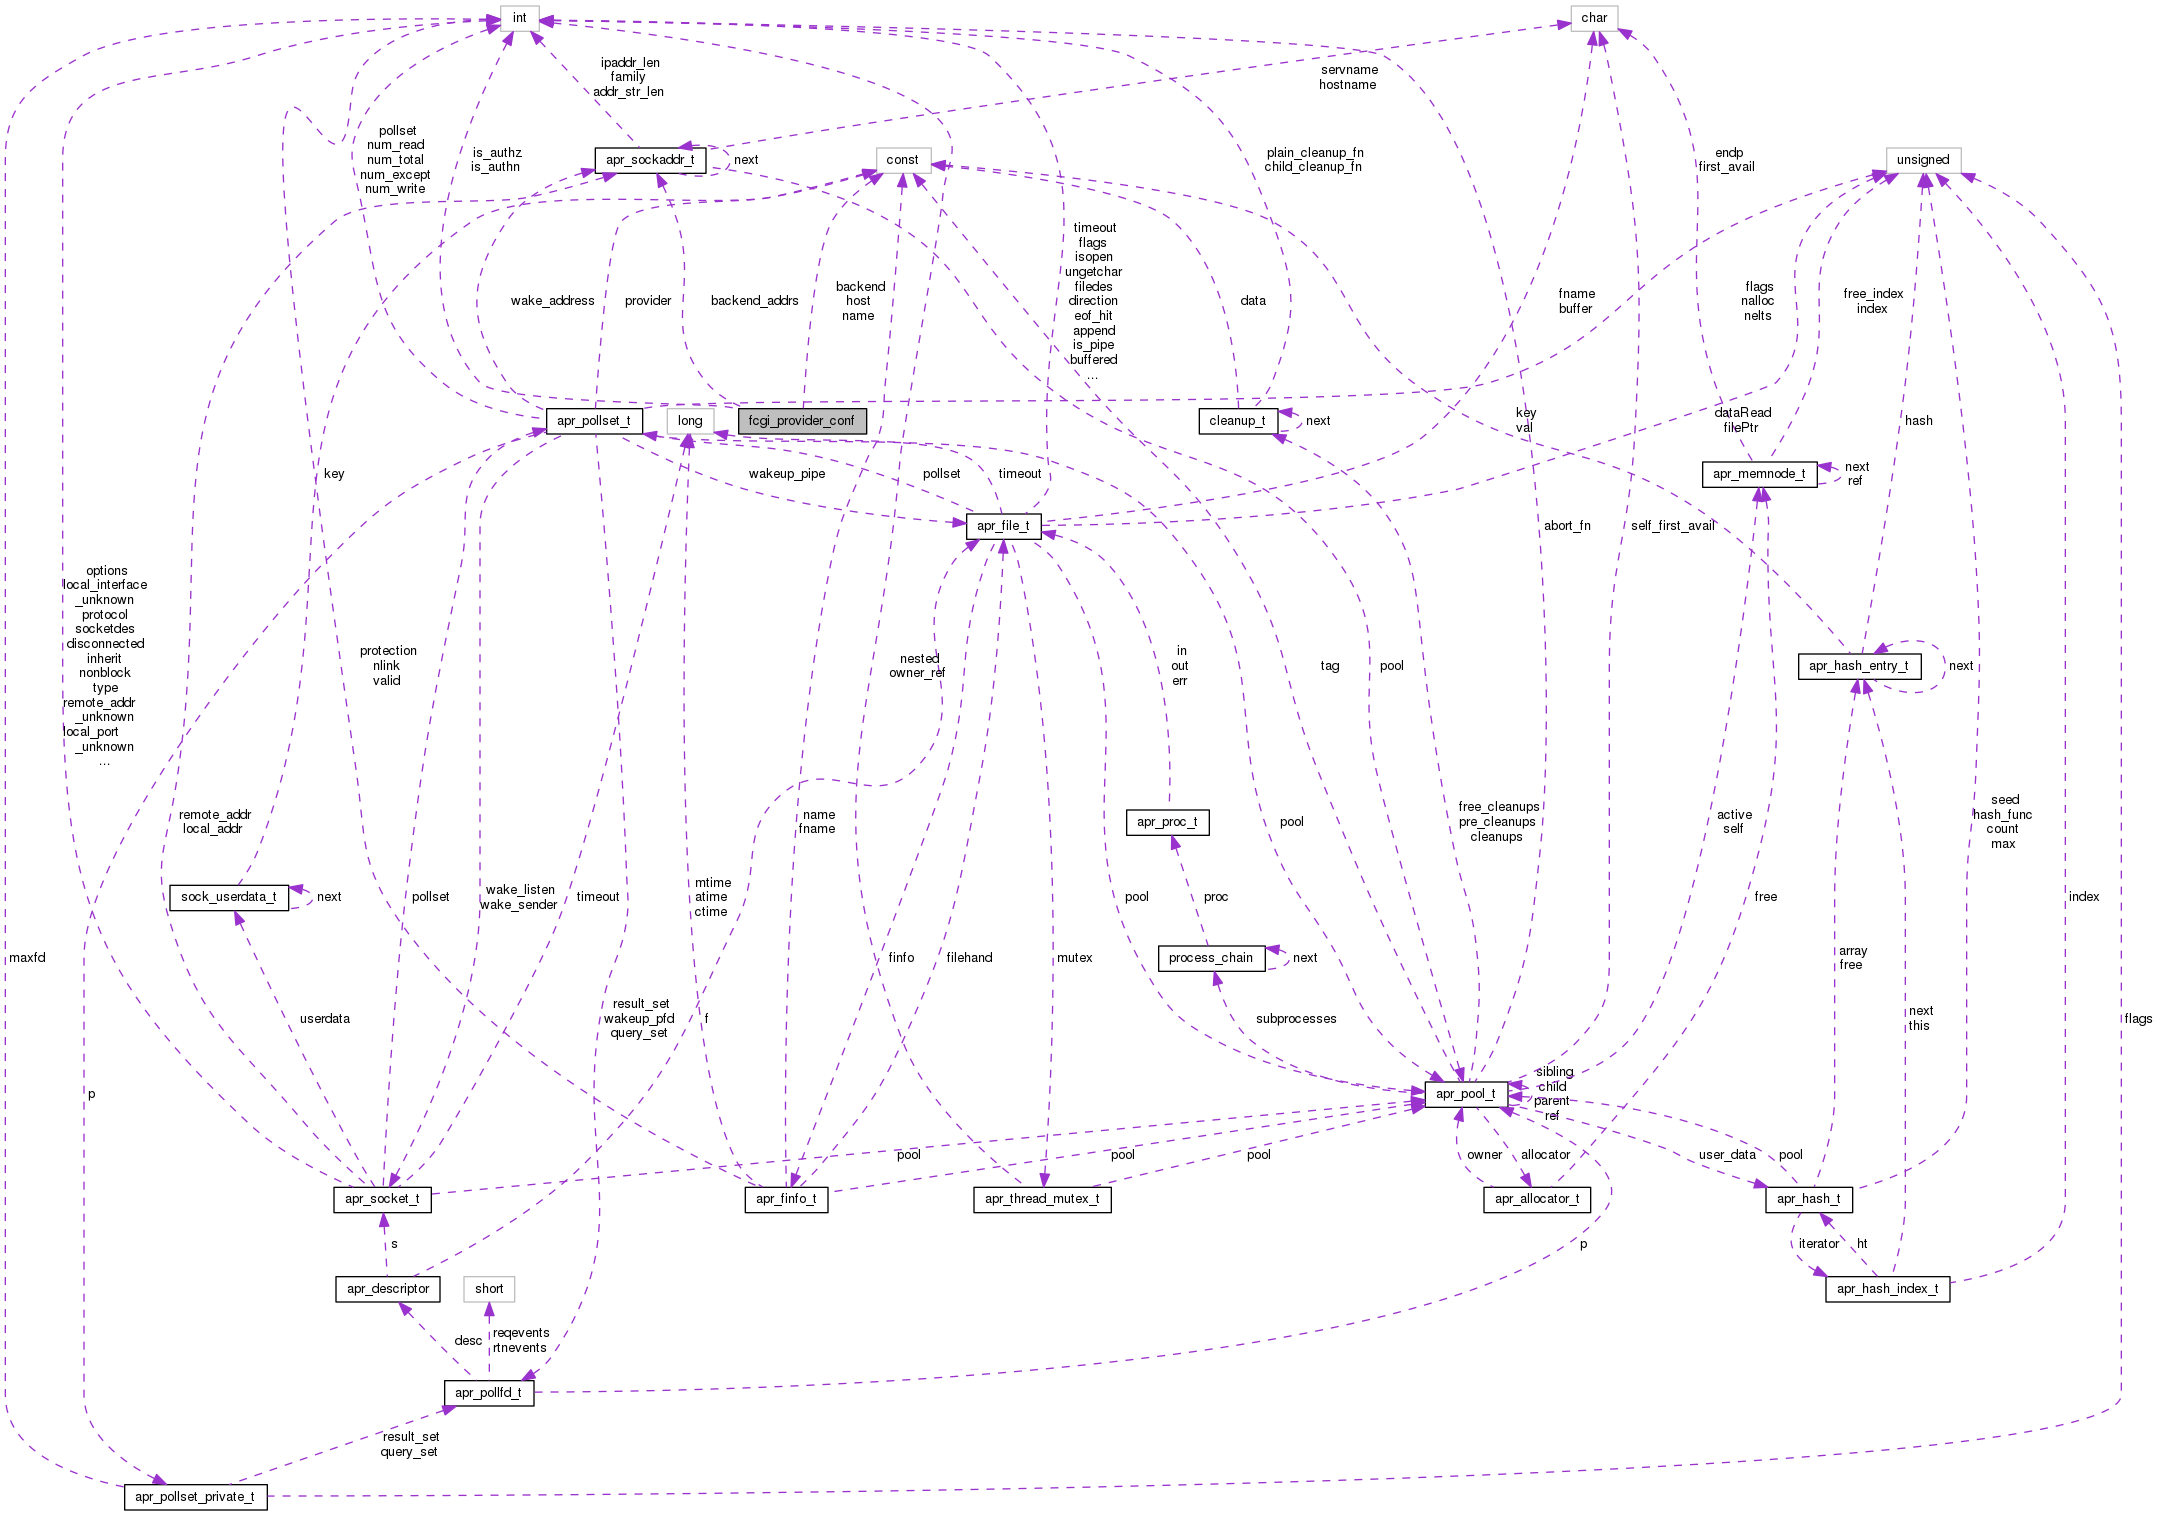 int
char
ipaddr_len
family
addr_str_len
servname
hostname
pollset
num_read
num_total
num_except
num_write
is_authz
is_authn
apr_sockaddr_t
next
const
plain_cleanup_fn
child_cleanup_fn
endp
first_avail
unsigned
wake_address
provider
backend_addrs
backend
host
name
timeout
flags
isopen
ungetchar
filedes
direction
eof_hit
append
is_pipe
buffered
...
data
fname
buffer
flags
nalloc
nelts
free_index
index
apr_pollset_t
long
fcgi_provider_conf
cleanup_t
next
key
val
dataRead
filePtr
hash
key
wakeup_pipe
pollset
timeout
apr_memnode_t
next
ref
apr_file_t
abort_fn
self_first_avail
options
local_interface
_unknown
protocol
socketdes
disconnected
inherit
nonblock
type
remote_addr
_unknown
local_port
_unknown
...
protection
nlink
valid
nested
owner_ref
in
out
err
tag
pool
apr_hash_entry_t
next
remote_addr
local_addr
name
fname
apr_proc_t
pool
free_cleanups
pre_cleanups
cleanups
active
self
seed
hash_func
count
max
sock_userdata_t
next
pollset
wake_listen
wake_sender
timeout
mtime
atime
ctime
pool
proc
free
index
maxfd
finfo
filehand
mutex
process_chain
next
array
free
userdata
result_set
wakeup_pfd
query_set
f
subprocesses
next
this
flags
p
apr_pool_t
sibling
child
parent
ref
pool
pool
pool
owner
allocator
user_data
pool
apr_socket_t
apr_finfo_t
apr_thread_mutex_t
apr_allocator_t
apr_hash_t
s
p
iterator
ht
apr_descriptor
short
apr_hash_index_t
desc
reqevents
rtnevents
apr_pollfd_t
result_set
query_set
apr_pollset_private_t